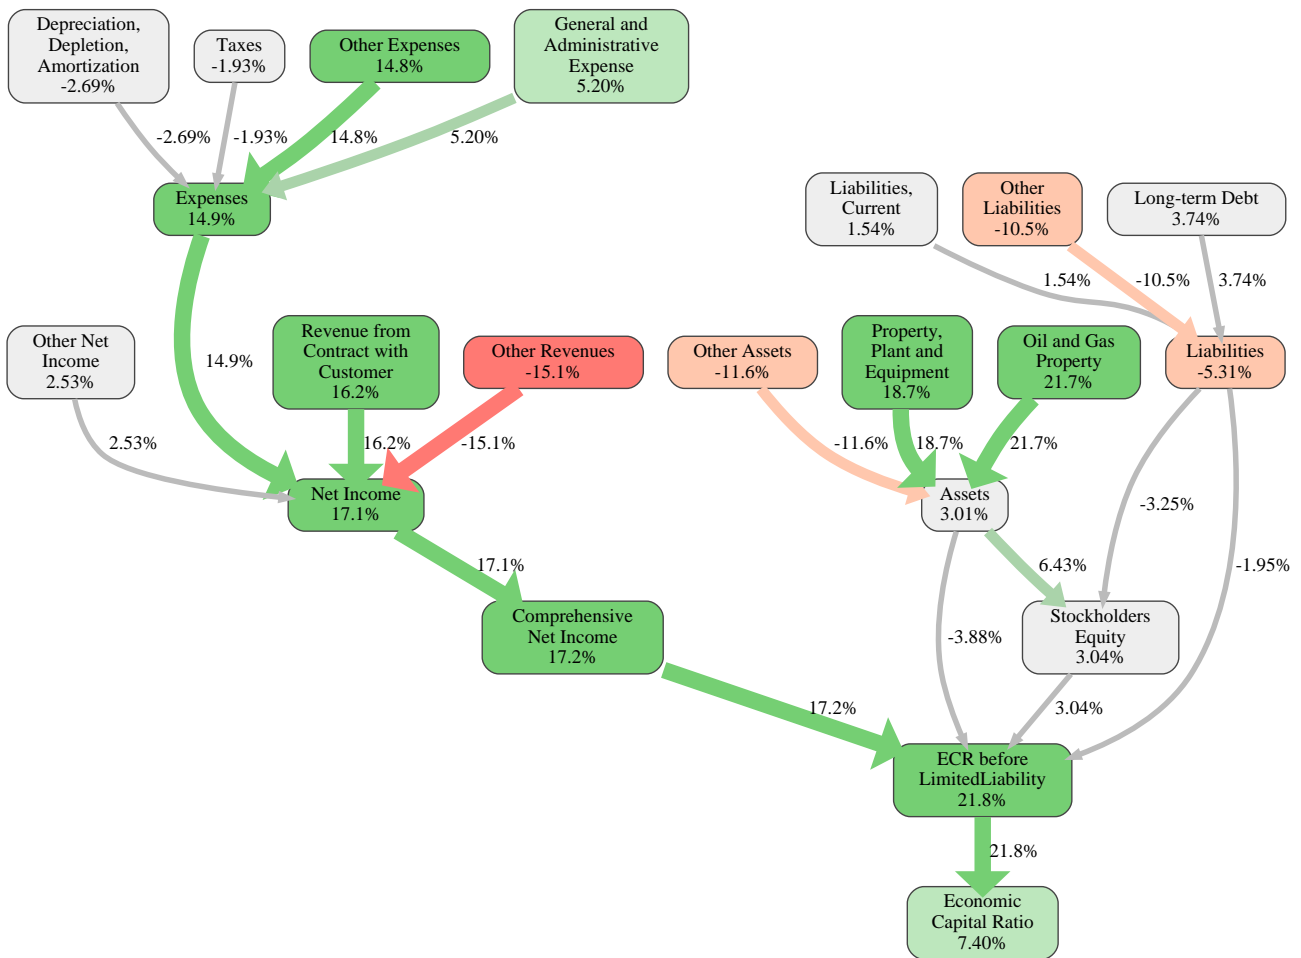 Depreciation,
Depletion,
Amortization
-2.69%
Taxes
-1.93%
Other Expenses
14.8%
General and
Administrative
Expense
5.20%
-2.69%
-1.93%
14.8%
5.20%
Expenses
14.9%
Liabilities,
Current
1.54%
Other
Liabilities
-10.5%
Long-term Debt
3.74%
1.54%
-10.5%
3.74%
Other Net
Income
2.53%
14.9%
Revenue from
Contract with
Customer
16.2%
Other Revenues
-15.1%
Other Assets
-11.6%
Property,
Plant and
Equipment
18.7%
Oil and Gas
Property
21.7%
Liabilities
-5.31%
2.53%
16.2%
-15.1%
-11.6%
18.7%
21.7%
Net Income
17.1%
Assets
3.01%
-3.25%
17.1%
6.43%
-1.95%
Comprehensive
Net Income
17.2%
-3.88%
Stockholders
Equity
3.04%
17.2%
3.04%
ECR before
LimitedLiability
21.8%
21.8%
Economic
Capital Ratio
7.40%